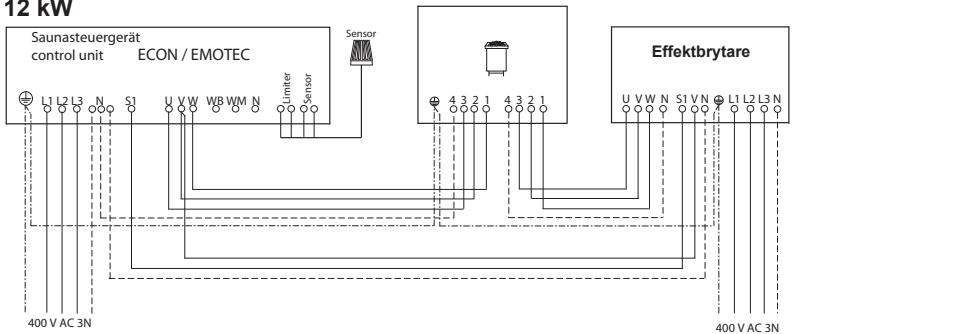 12 kW
Saunasteuergerät
control unit ECON / EMOTEC
Sensor
Effektbrytare
Limiter
Sensor
L1 L2 L3 N S1 U V W WB WM N
4 3 2 1 4 3 2 1
U V W N S1 V N L1 L2 L3 N
400 V AC 3N
400 V AC 3N